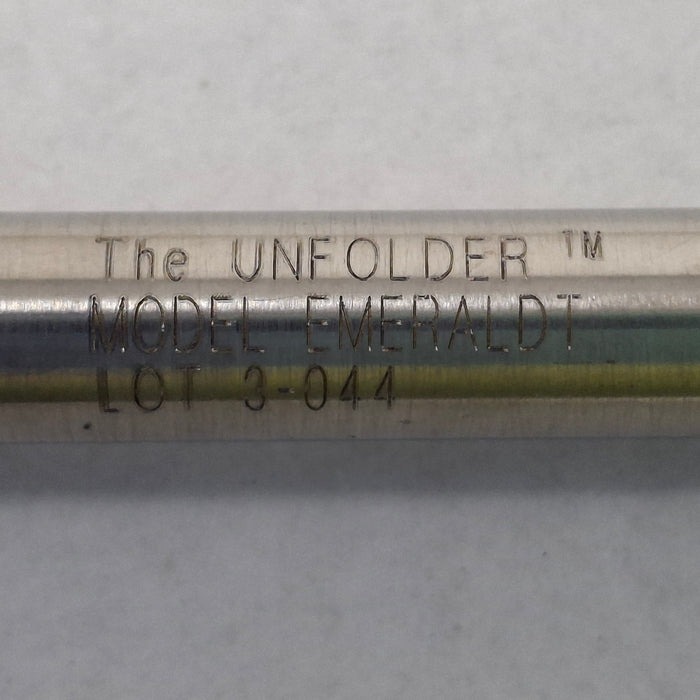 The UNFOLDER ™
MODEL EMERALDT
LOT 3-044